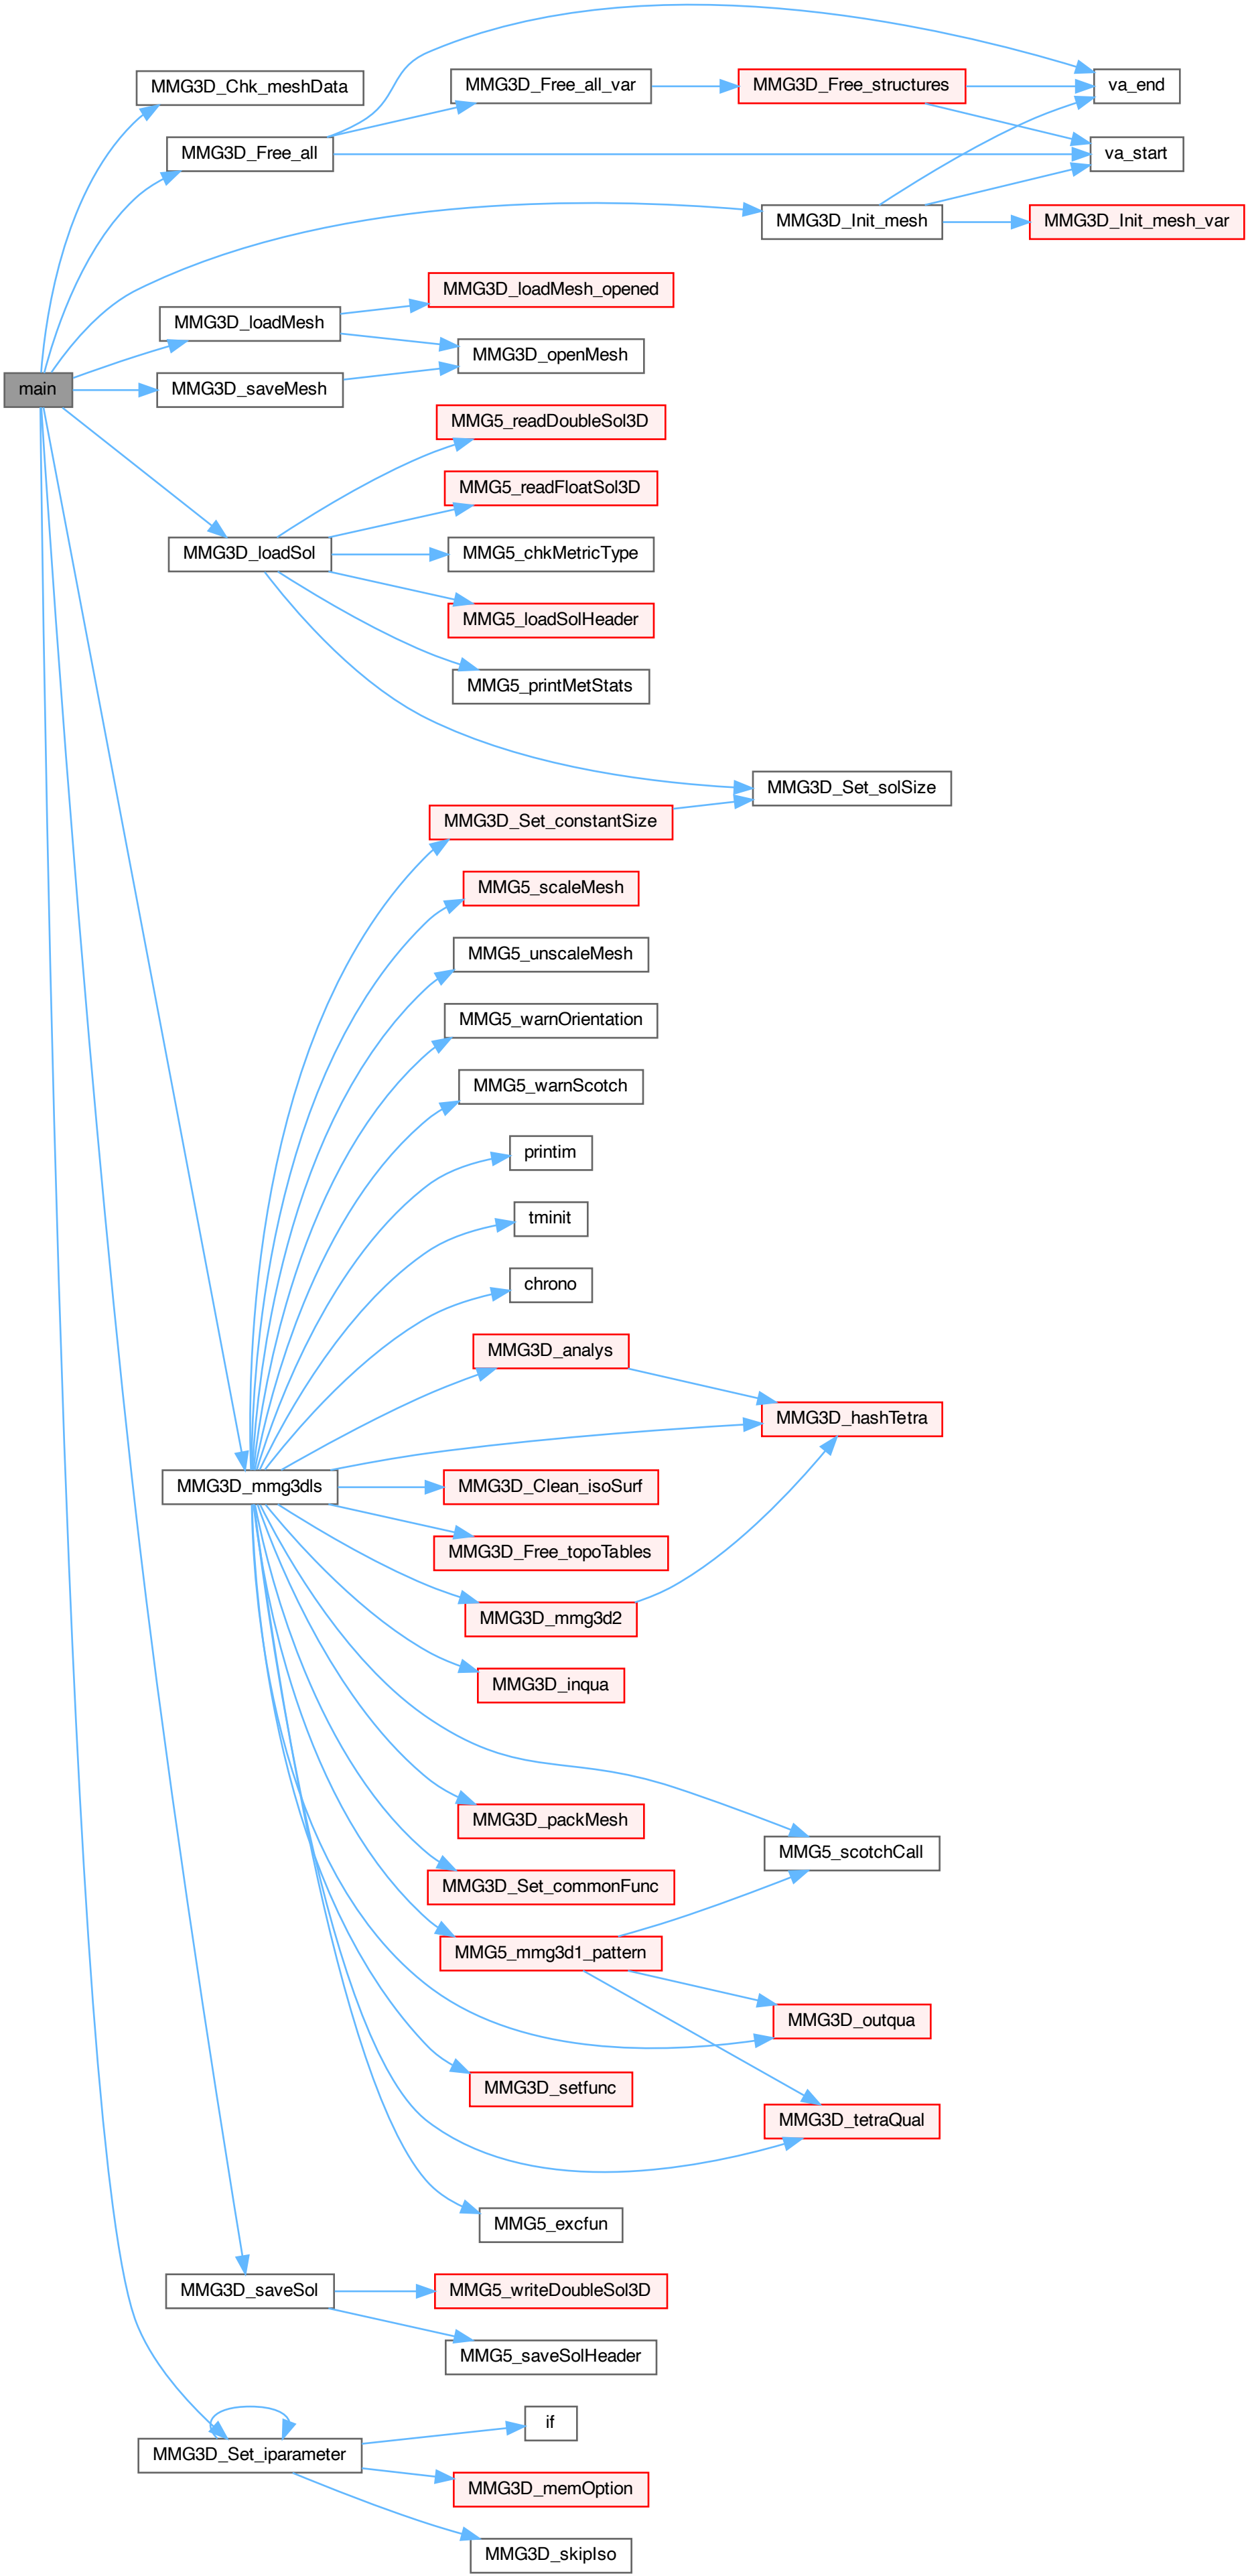 MMG3D_Chk_meshData
MMG3D_Free_all_var
MMG3D_Free_structures
va_end
MMG3D_Free_all
va_start
MMG3D_Init_mesh
MMG3D_Init_mesh_var
MMG3D_loadMesh_opened
MMG3D_loadMesh
MMG3D_openMesh
main
MMG3D_saveMesh
MMG5_readDoubleSol3D
MMG5_readFloatSol3D
MMG3D_loadSol
MMG5_chkMetricType
MMG5_loadSolHeader
MMG5_printMetStats
MMG3D_Set_solSize
MMG3D_Set_constantSize
MMG5_scaleMesh
MMG5_unscaleMesh
MMG5_warnOrientation
MMG5_warnScotch
printim
tminit
chrono
MMG3D_analys
MMG3D_hashTetra
MMG3D_mmg3dls
MMG3D_Clean_isoSurf
MMG3D_Free_topoTables
MMG3D_mmg3d2
MMG3D_inqua
MMG3D_packMesh
MMG5_scotchCall
MMG3D_Set_commonFunc
MMG5_mmg3d1_pattern
MMG3D_outqua
MMG3D_setfunc
MMG3D_tetraQual
MMG5_excfun
MMG3D_saveSol
MMG5_writeDoubleSol3D
MMG5_saveSolHeader
if
MMG3D_Set_iparameter
MMG3D_memOption
MMG3D_skipIso